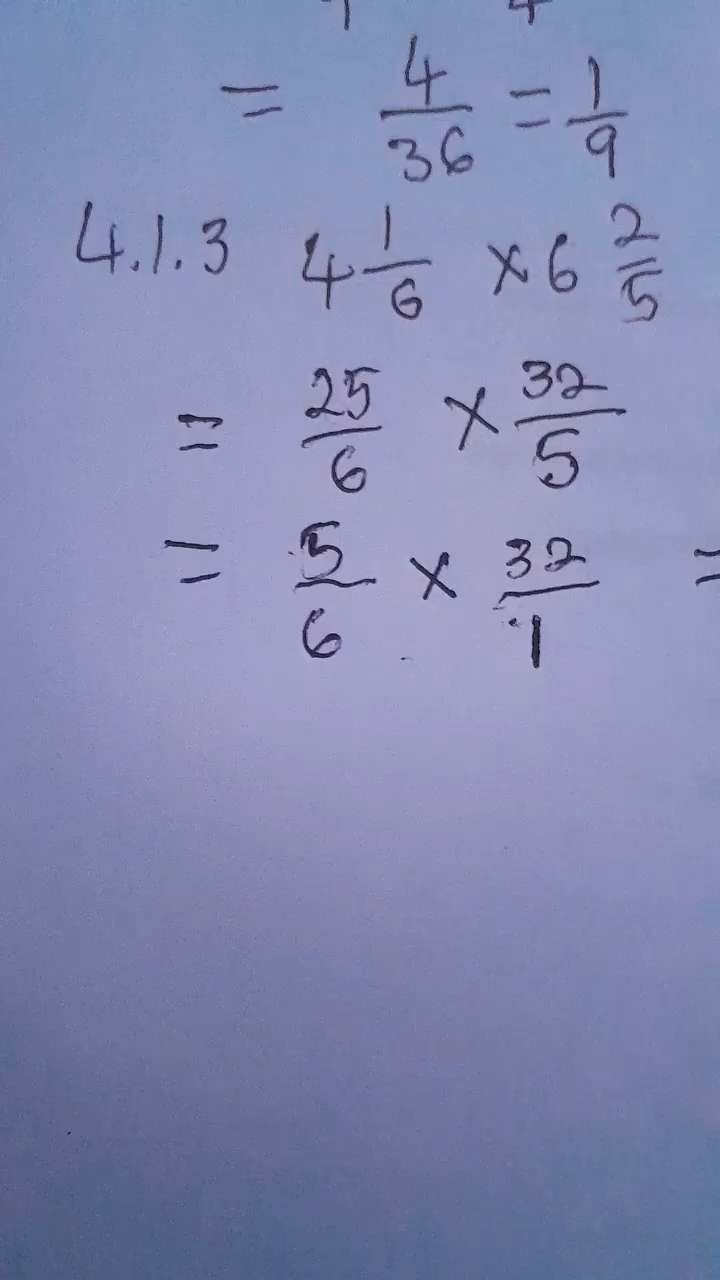 = 4/36 = 1/9
4.1.3 4 1/6 × 6 2/5
= 25/6 × 32/5
= 5/6 × 32/1 =